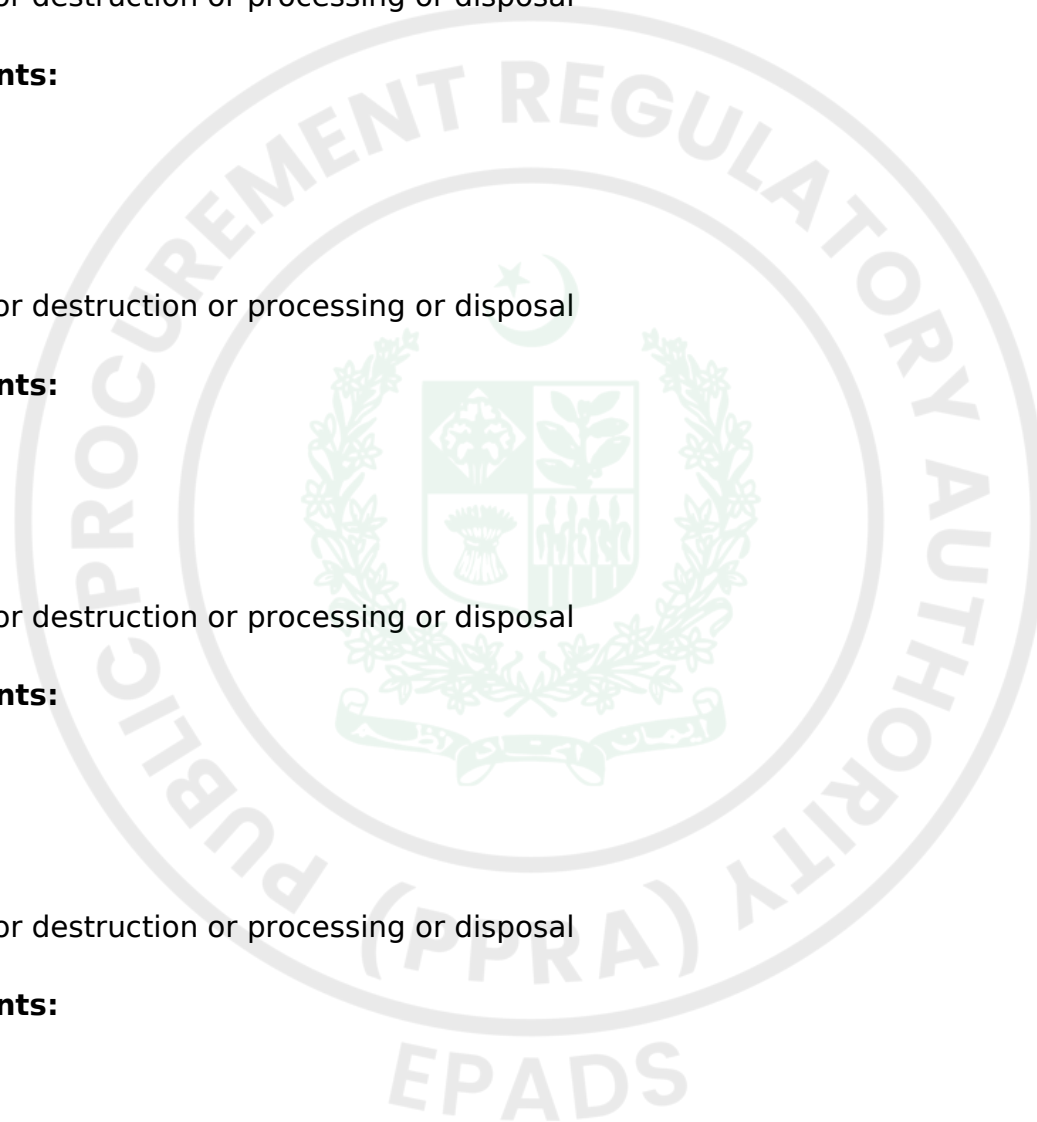 or destruction or processing or disposal
nts:
or destruction or processing or disposal
nts:
or destruction or processing or disposal
nts:
or destruction or processing or disposal
nts:
PUBLIC PROCUREMENT REGULATORY AUTHORITY
(PPRA)
EPADS